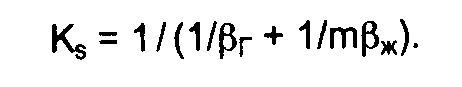 Kₛ = 1 / (1/βг + 1/mβж).